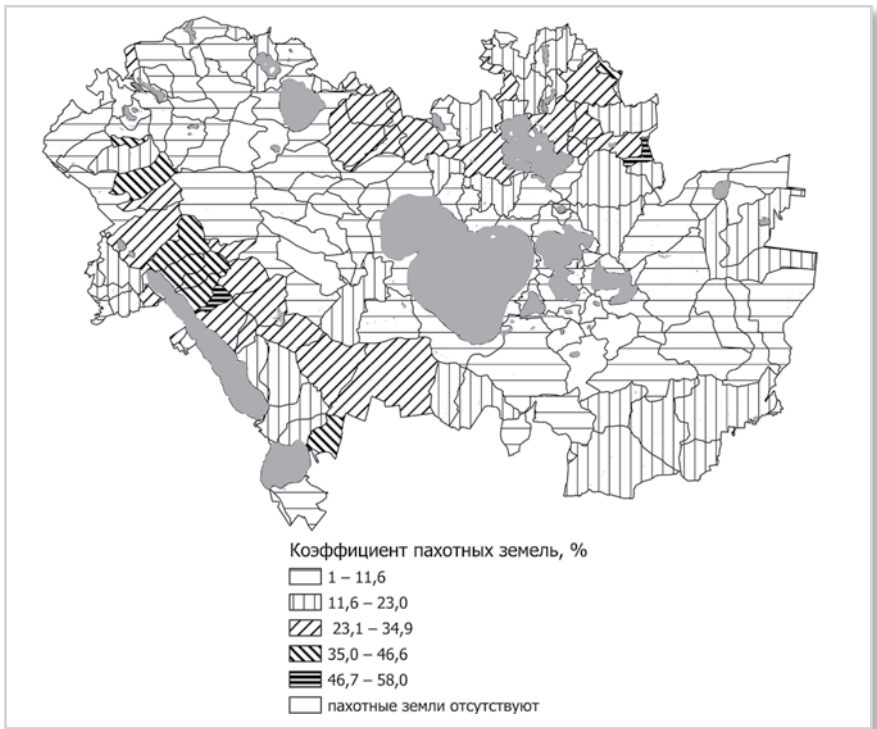 Коэффициент пахотных земель, %
1 – 11,6
11,6 – 23,0
23,1 – 34,9
35,0 – 46,6
46,7 – 58,0
пахотные земли отсутствуют